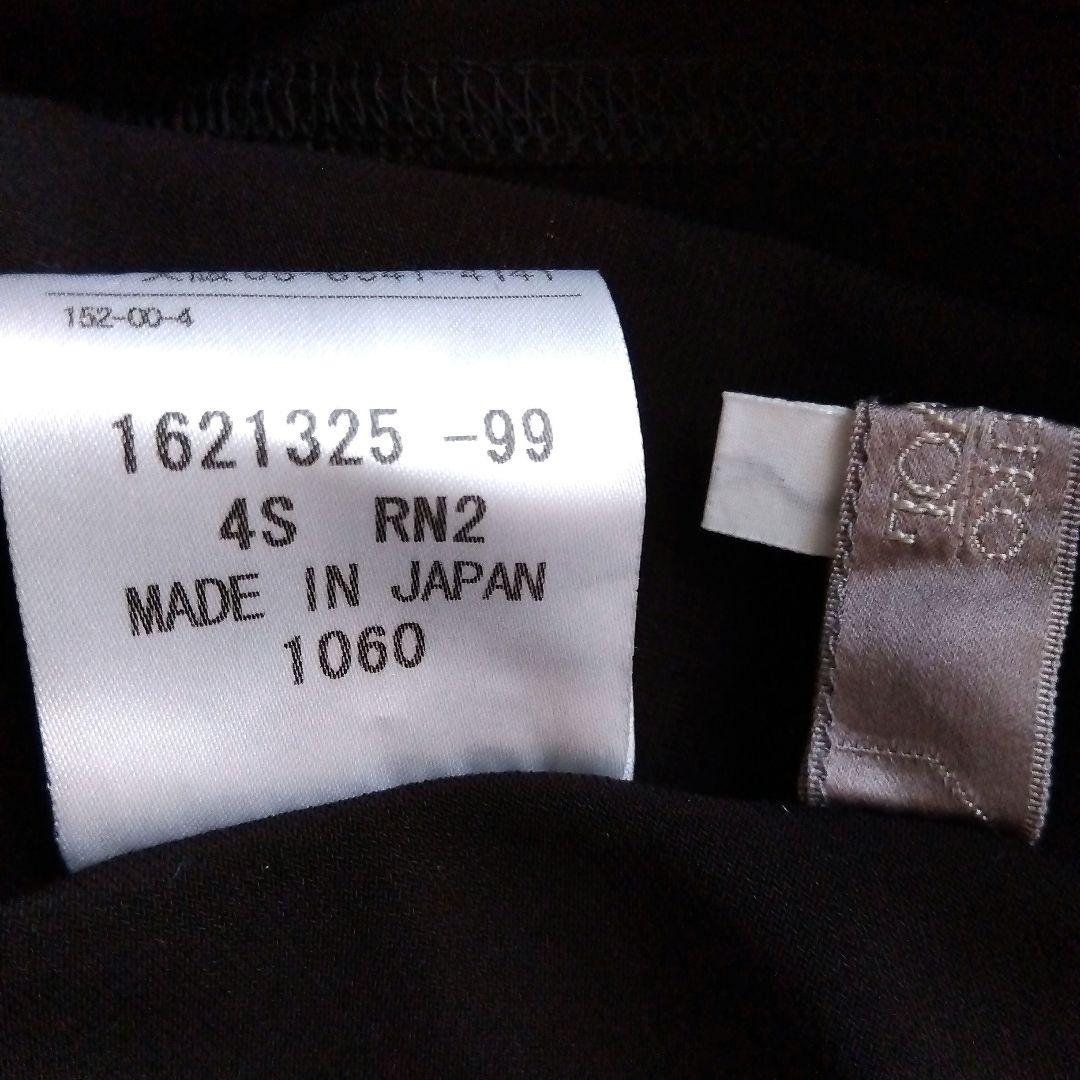 152-00-4
1621325 -99
4S RN2
MADE IN JAPAN
1060